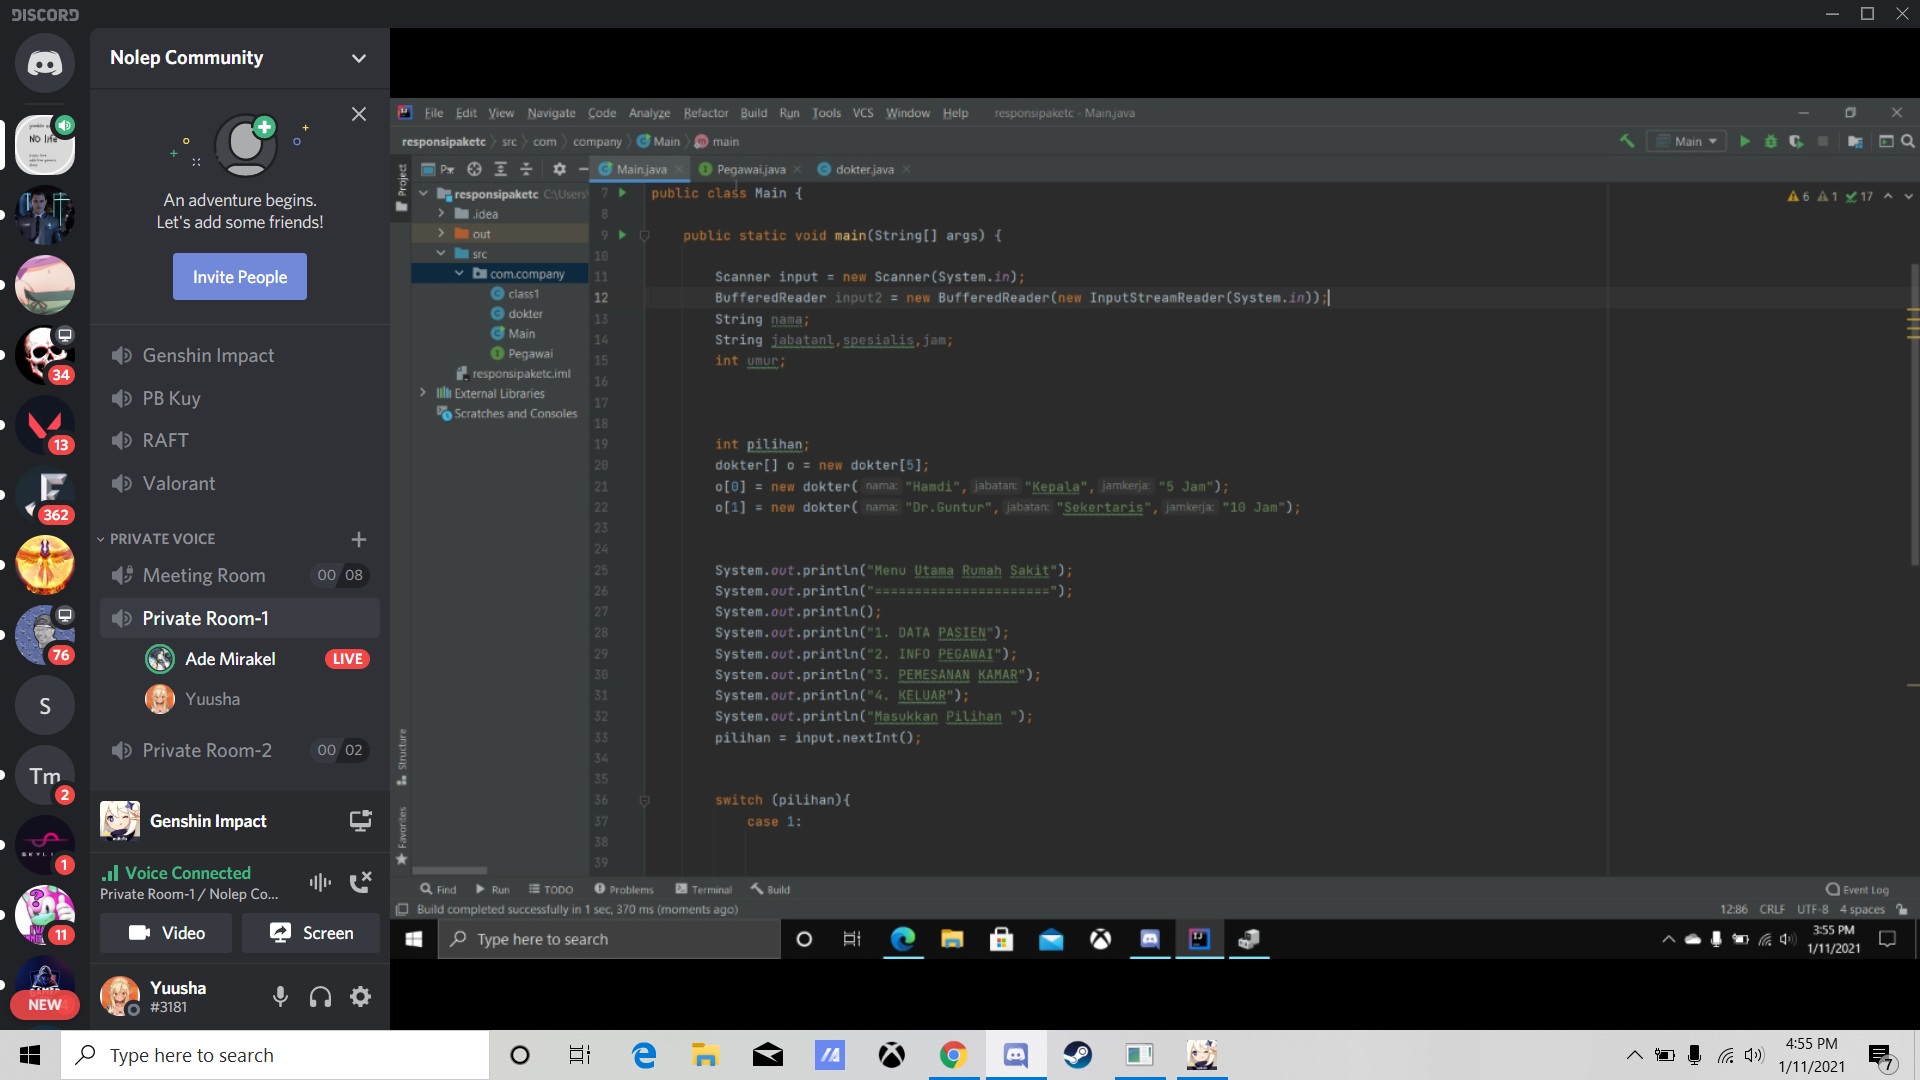 DISCORD
Nolep Community
NO life
An adventure begins.
Let's add some friends!
Invite People
Genshin Impact
PB Kuy
RAFT
Valorant
PRIVATE VOICE
Meeting Room 00 08
Private Room-1
Ade Mirakel LIVE
Yuusha
Private Room-2 00 02
Genshin Impact
Voice Connected
Private Room-1 / Nolep Co...
Video Screen
Yuusha
#3181
34
13
362
76
S
Tm
2
1
11
NEW
File Edit View Navigate Code Analyze Refactor Build Run Tools VCS Window Help responsipaketc - Main.java
responsipaketc src com company Main main
Main
Project
Main.java Pegawai.java dokter.java
responsipaketc C:\Users
.idea
out
src
com.company
class1
dokter
Main
Pegawai
responsipaketc.iml
External Libraries
Scratches and Consoles
Structure
Favorites
6 1 17
7 public class Main {
8
9 public static void main(String[] args) {
10
11 Scanner input = new Scanner(System.in);
12 BufferedReader input2 = new BufferedReader(new InputStreamReader(System.in));
13 String nama;
14 String jabatanl,spesialis,jam;
15 int umur;
16
17
18
19 int pilihan;
20 dokter[] o = new dokter[5];
21 o[0] = new dokter( nama: "Hamdi", jabatan: "Kepala", jamkerja: "5 Jam");
22 o[1] = new dokter( nama: "Dr.Guntur", jabatan: "Sekertaris", jamkerja: "10 Jam");
23
24
25 System.out.println("Menu Utama Rumah Sakit");
26 System.out.println("======================");
27 System.out.println();
28 System.out.println("1. DATA PASIEN");
29 System.out.println("2. INFO PEGAWAI");
30 System.out.println("3. PEMESANAN KAMAR");
31 System.out.println("4. KELUAR");
32 System.out.println("Masukkan Pilihan ");
33 pilihan = input.nextInt();
34
35
36 switch (pilihan){
37 case 1:
38
39
Find Run TODO Problems Terminal Build Event Log
Build completed successfully in 1 sec, 370 ms (moments ago) 12:86 CRLF UTF-8 4 spaces
Type here to search
3:55 PM
1/11/2021
Type here to search
4:55 PM
1/11/2021
7